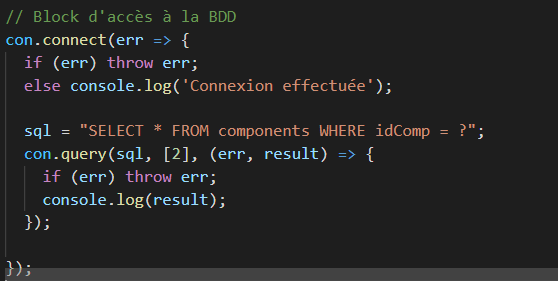 // Block d'accès à la BDD
con.connect(err => {
if (err) throw err;
else console.log('Connexion effectuée');
sql = "SELECT * FROM components WHERE idComp = ?";
con.query(sql, [2], (err, result) => {
if (err) throw err;
console.log(result);
});
});